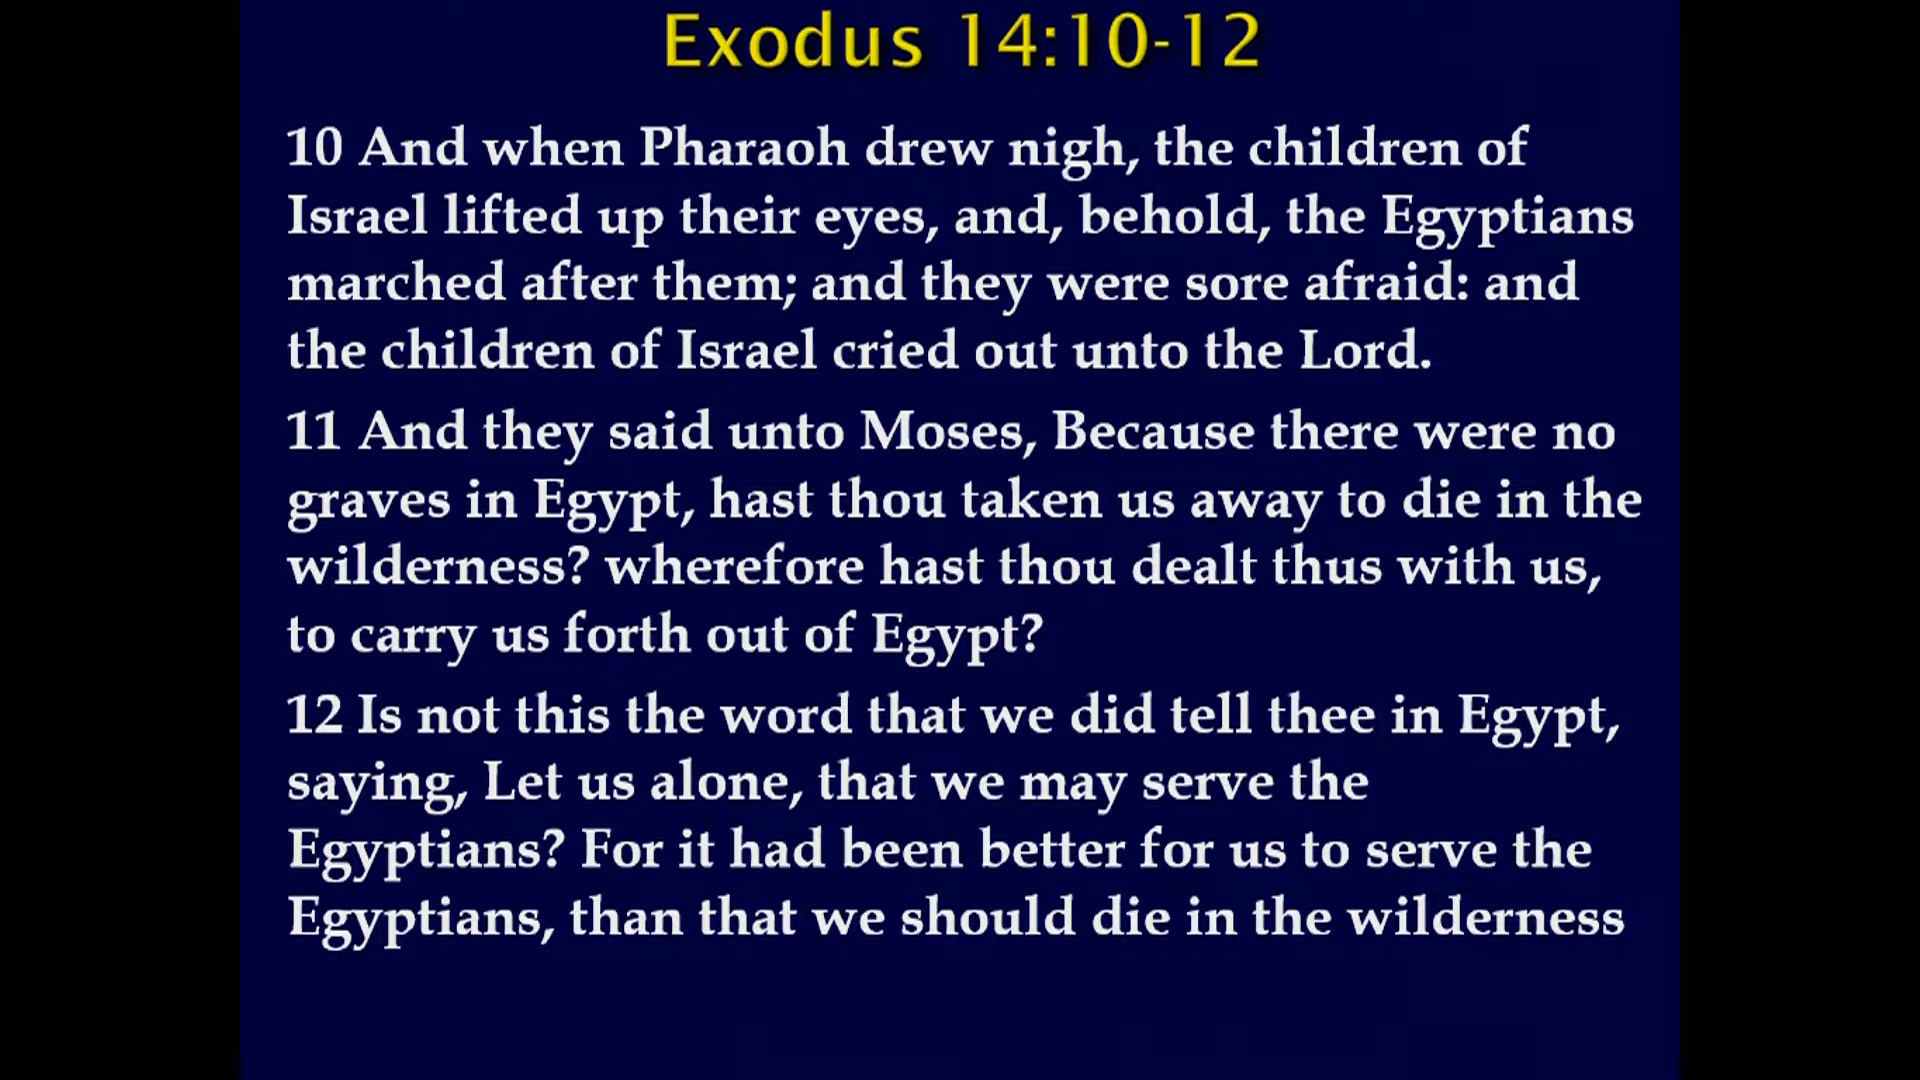 Exodus 14:10-12
10 And when Pharaoh drew nigh, the children of
Israel lifted up their eyes, and, behold, the Egyptians
marched after them; and they were sore afraid: and
the children of Israel cried out unto the Lord.
11 And they said unto Moses, Because there were no
graves in Egypt, hast thou taken us away to die in the
wilderness? wherefore hast thou dealt thus with us,
to carry us forth out of Egypt?
12 Is not this the word that we did tell thee in Egypt,
saying, Let us alone, that we may serve the
Egyptians? For it had been better for us to serve the
Egyptians, than that we should die in the wilderness